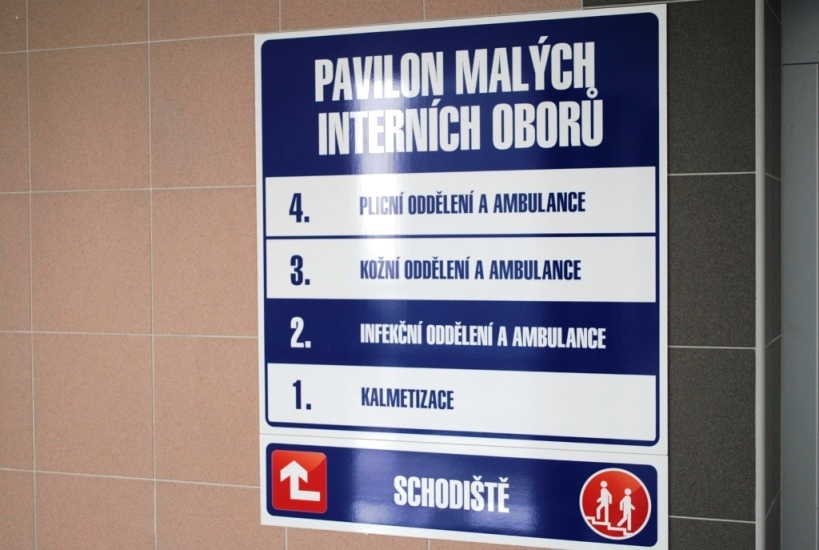 PAVILON MALÝCH
INTERNÍCH OBORŮ
4. PLICNÍ ODDĚLENÍ A AMBULANCE
3. KOŽNÍ ODDĚLENÍ A AMBULANCE
2. INFEKČNÍ ODDĚLENÍ A AMBULANCE
1. KALMETIZACE
SCHODIŠTĚ